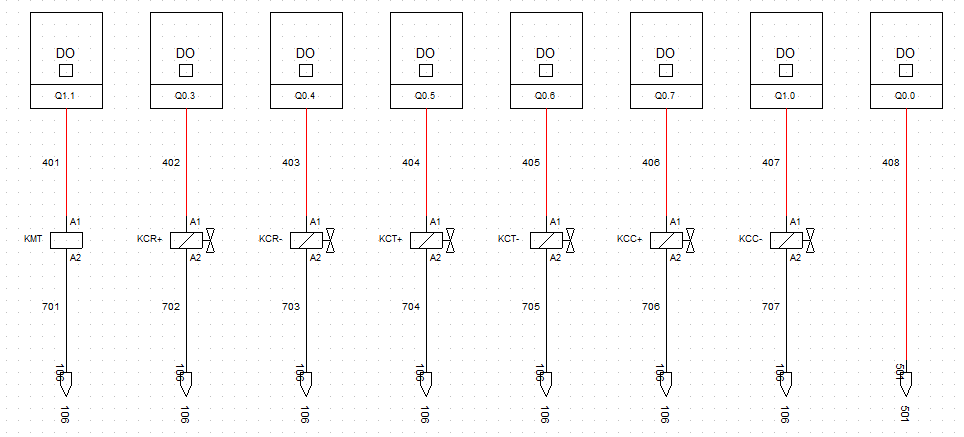 DO DO DO DO DO DO DO DO
Q1.1 Q0.3 Q0.4 Q0.5 Q0.6 Q0.7 Q1.0 Q0.0
401 402 403 404 405 406 407 408
A1 A1 A1 A1 A1 A1 A1
KMT KCR+ KCR- KCT+ KCT- KCC+ KCC-
A2 A2 A2 A2 A2 A2 A2
701 702 703 704 705 706 707
106 106 106 106 106 106 106 501
106 106 106 106 106 106 106 501